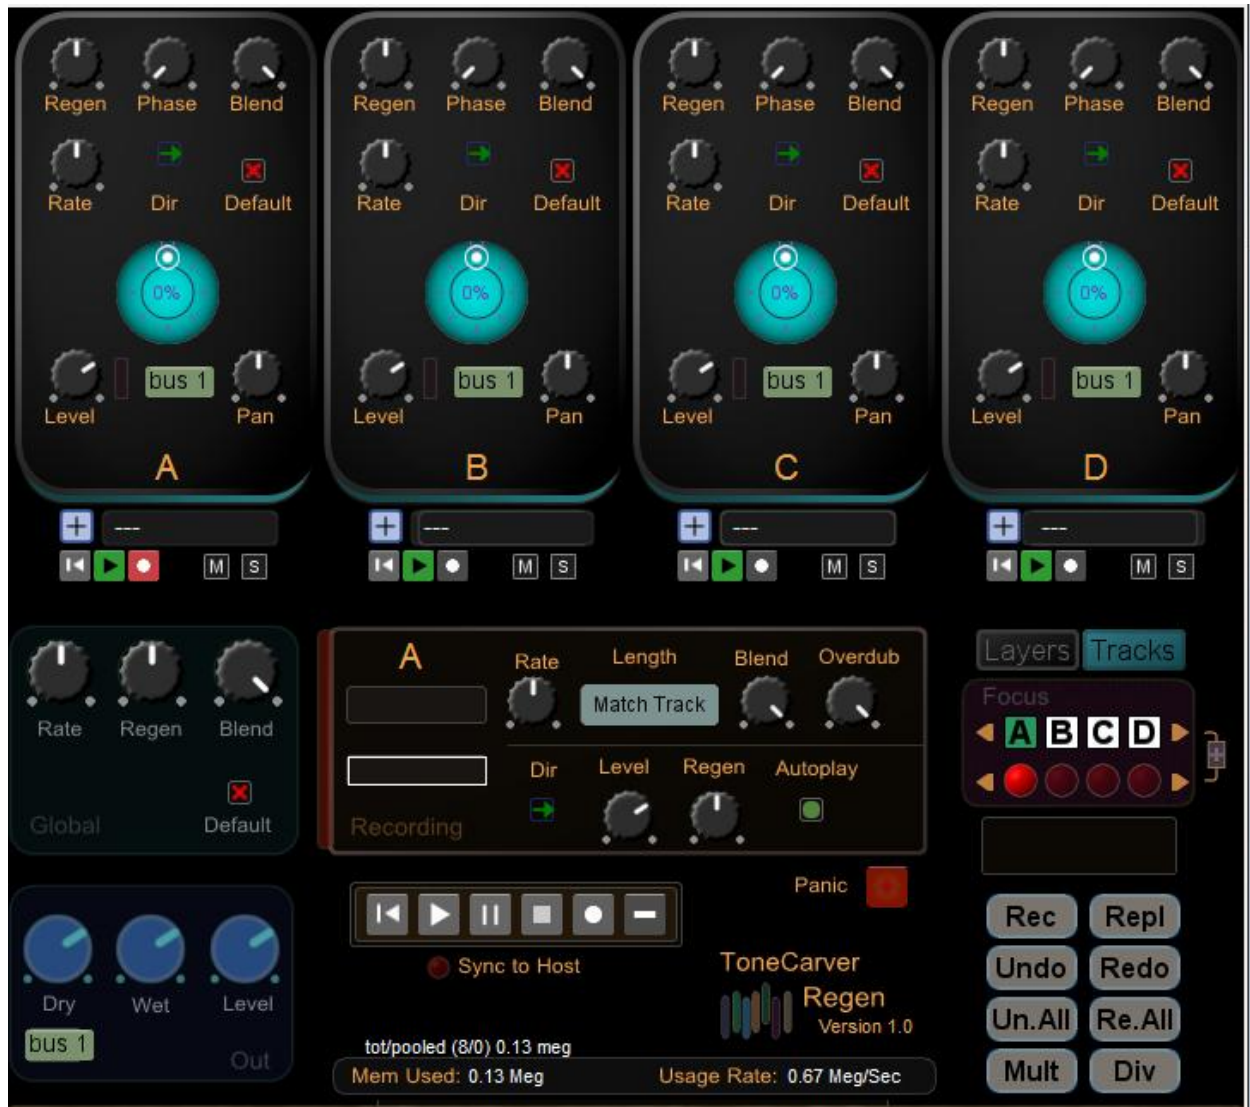 Regen Phase Blend Regen Phase Blend Regen Phase Blend Regen Phase Blend
Rate Dir Default Rate Dir Default Rate Dir Default Rate Dir Default
0% 0% 0% 0%
bus 1 bus 1 bus 1 bus 1
Level Pan Level Pan Level Pan Level Pan
A B C D
--- --- --- ---
M S M S M S M S
Rate Regen Blend
Default
Global
A Rate Length Blend Overdub
Match Track
Dir Level Regen Autoplay
Recording
Layers Tracks
Focus
A B C D
Panic
Sync to Host
ToneCarver
Regen
Version 1.0
Dry Wet Level
bus 1
Out
Rec Repl
Undo Redo
Un.All Re.All
Mult Div
tot/pooled (8/0) 0.13 meg
Mem Used: 0.13 Meg Usage Rate: 0.67 Meg/Sec